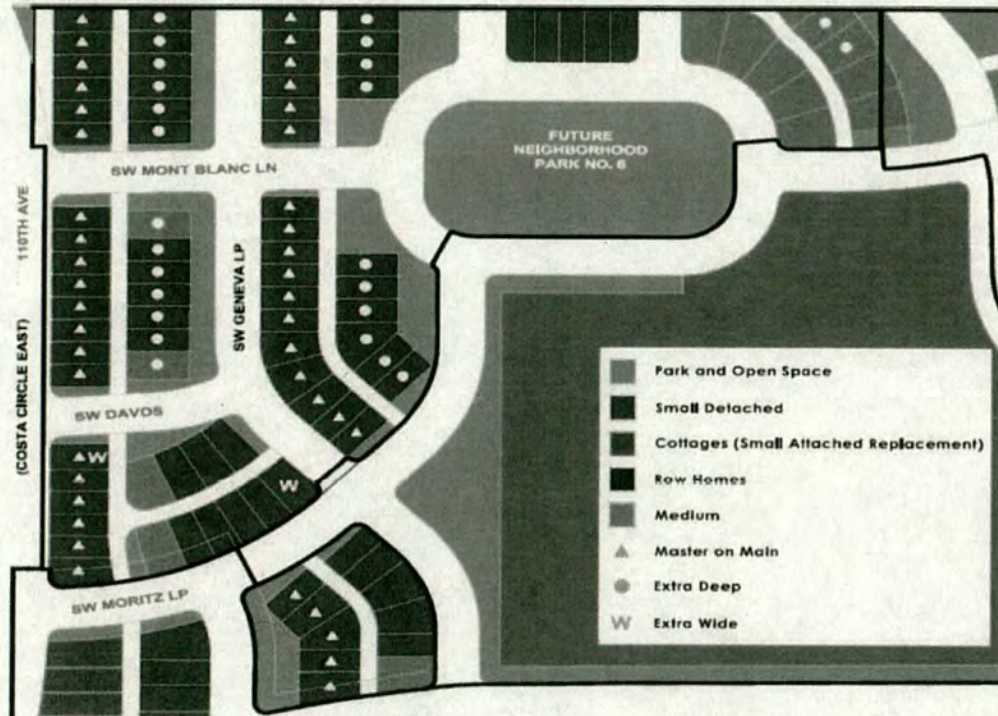 FUTURE
NEIGHBORHOOD
PARK NO. 6
SW MONT BLANC LN
110TH AVE
SW GENEVA LP
(COSTA CIRCLE EAST)
SW DAVOS
W
W
SW MORITZ LP
Park and Open Space
Small Detached
Cottages (Small Attached Replacement)
Row Homes
Medium
Master on Main
Extra Deep
W Extra Wide